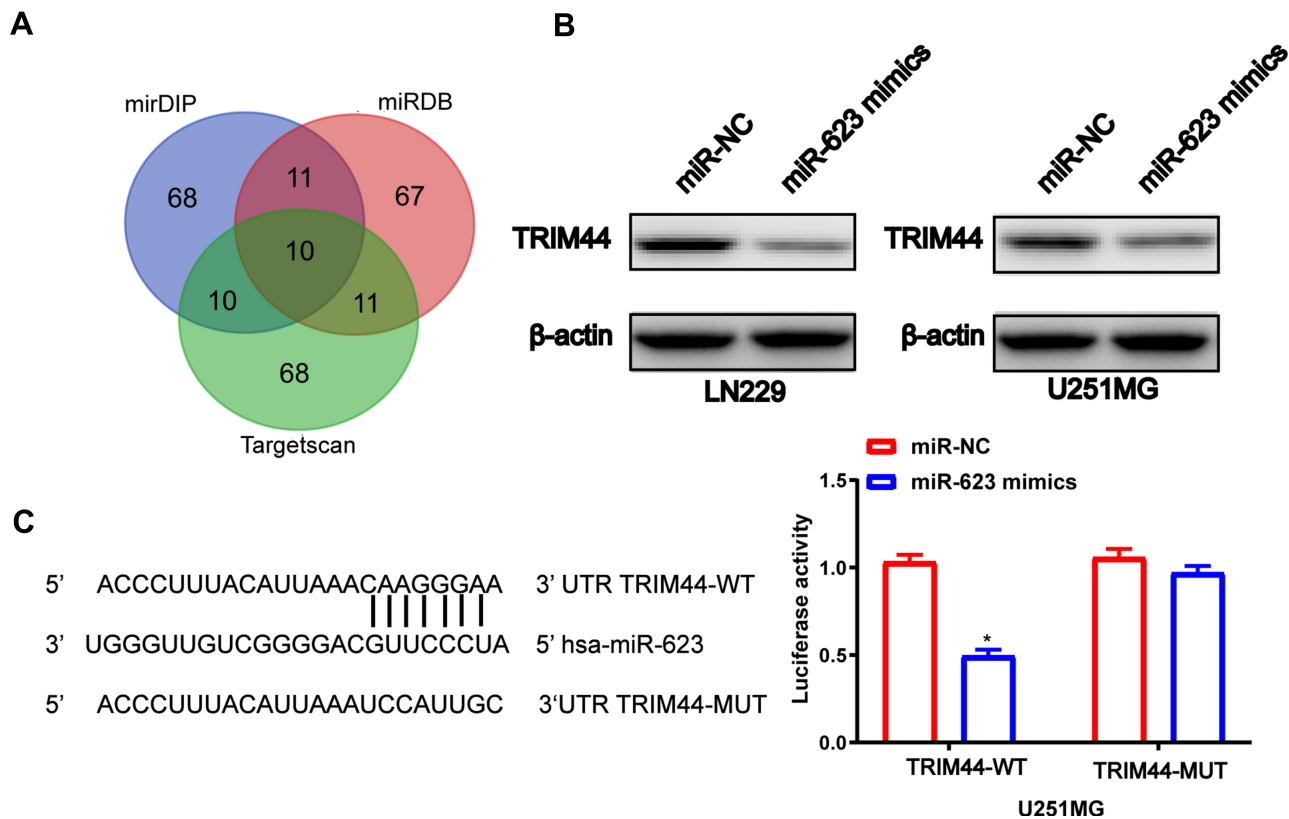 A
mirDIP
miRDB
68
11
67
10
10
11
68
Targetscan
B
miR-NC
miR-623 mimics
miR-NC
miR-623 mimics
TRIM44
β-actin
LN229
TRIM44
β-actin
U251MG
C
5’ ACCCUUUACAUUAAACAAGGGAA 3’ UTR TRIM44-WT
3’ UGGGUUGUCGGGGACGUUCCCUA 5’ hsa-miR-623
5’ ACCCUUUACAUUAAAUCCAUUGC 3‘UTR TRIM44-MUT
miR-NC
miR-623 mimics
Luciferase activity
1.5
1.0
0.5
0.0
*
TRIM44-WT
TRIM44-MUT
U251MG